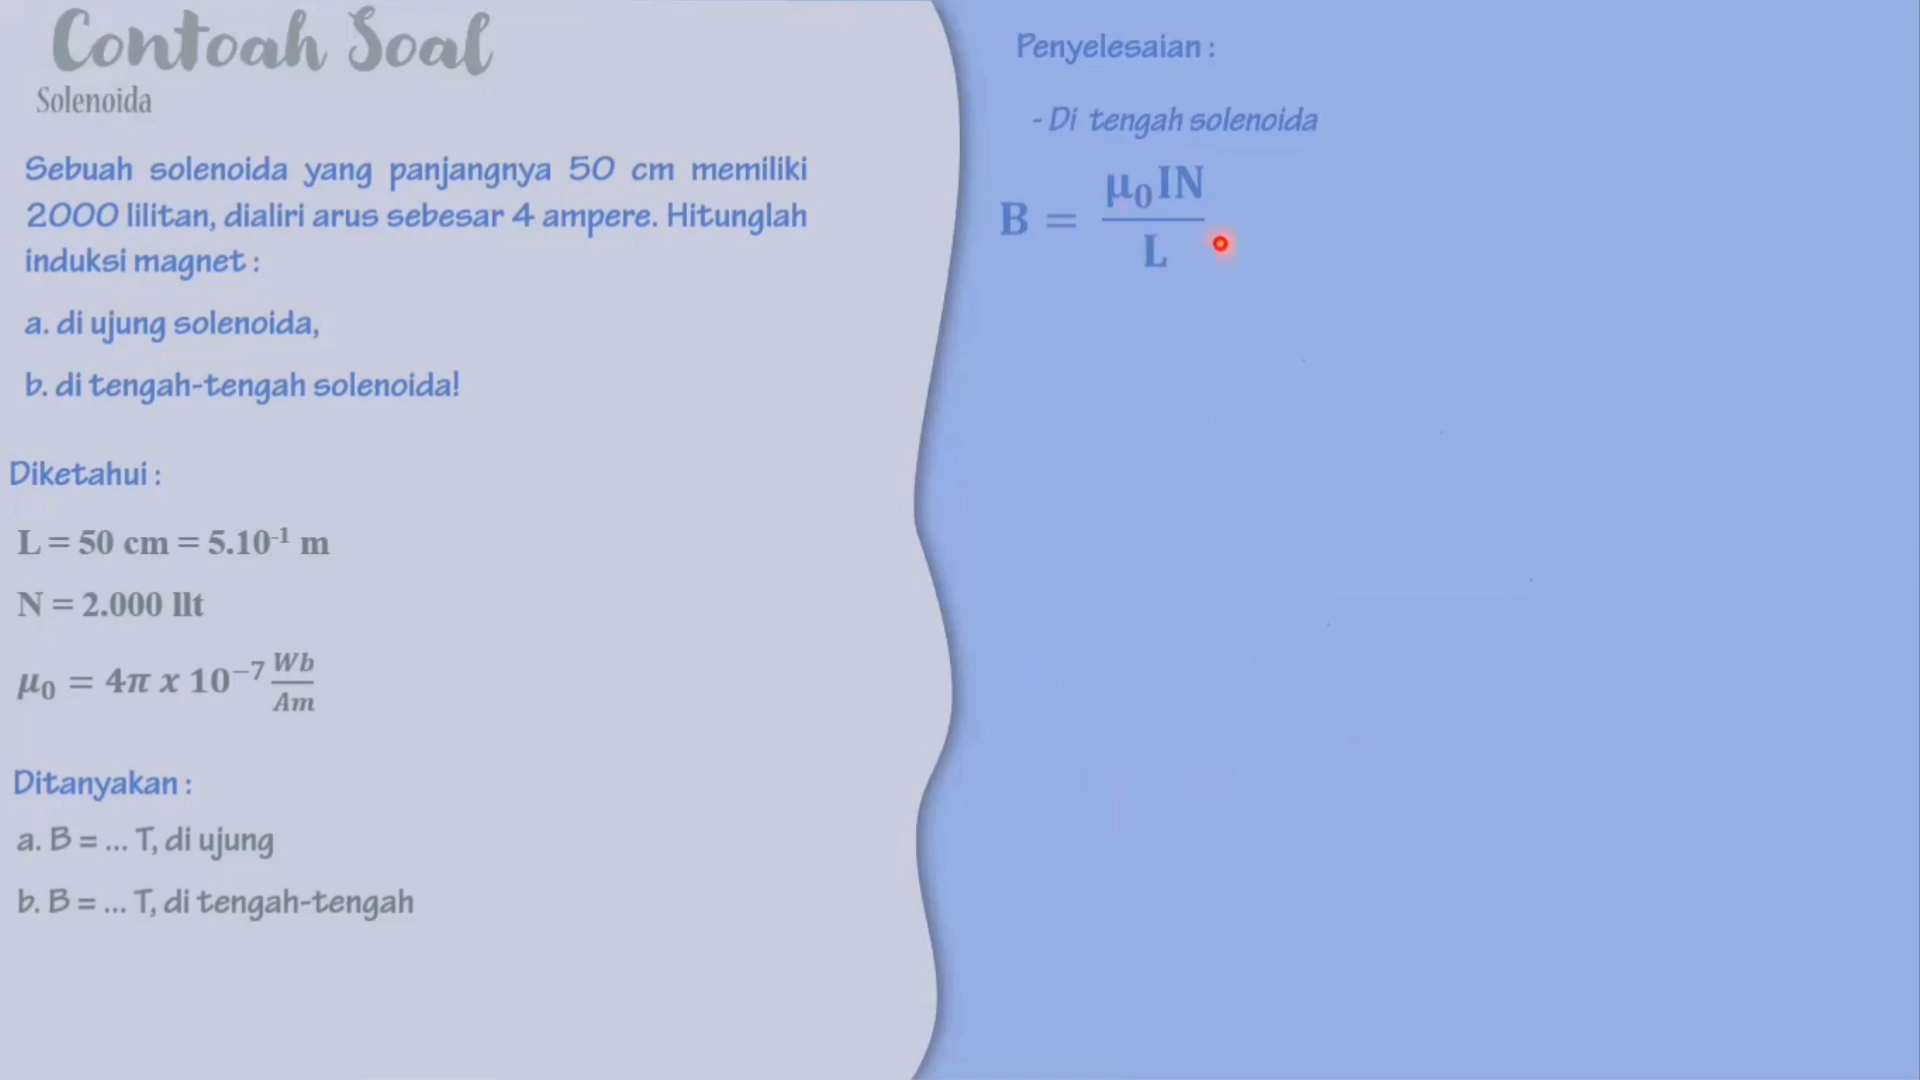 Contoah Soal
Solenoida
Sebuah solenoida yang panjangnya 50 cm memiliki
2000 lilitan, dialiri arus sebesar 4 ampere. Hitunglah
induksi magnet :
a. di ujung solenoida,
b. di tengah-tengah solenoida!
Diketahui :
L = 50 cm = 5.10⁻¹ m
N = 2.000 llt
μ₀ = 4π x 10⁻⁷ Wb/Am
Ditanyakan :
a. B = ... T, di ujung
b. B = ... T, di tengah-tengah
Penyelesaian :
- Di tengah solenoida
B = μ₀IN/L